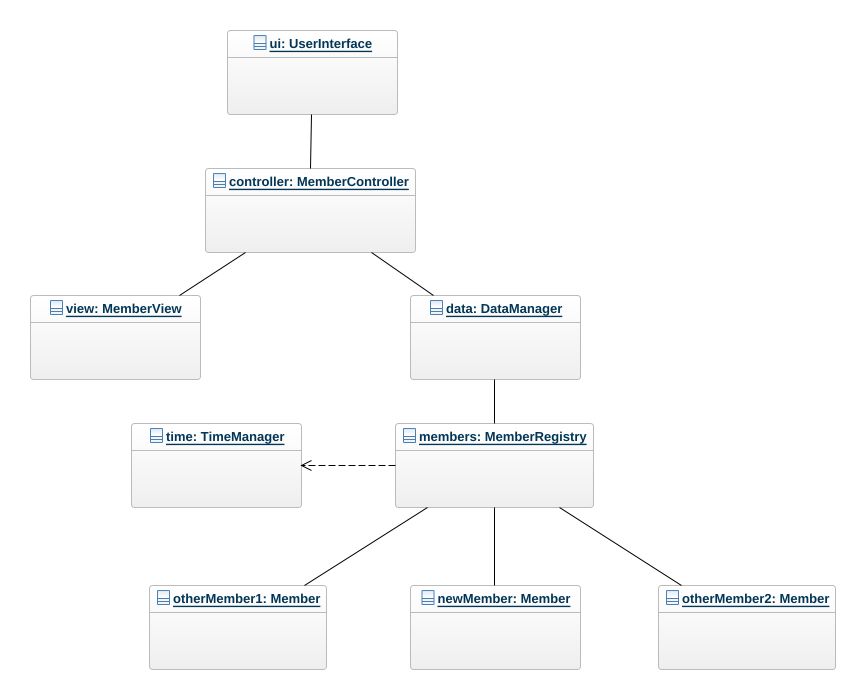 ui: UserInterface
controller: MemberController
view: MemberView
data: DataManager
time: TimeManager
members: MemberRegistry
otherMember1: Member
newMember: Member
otherMember2: Member